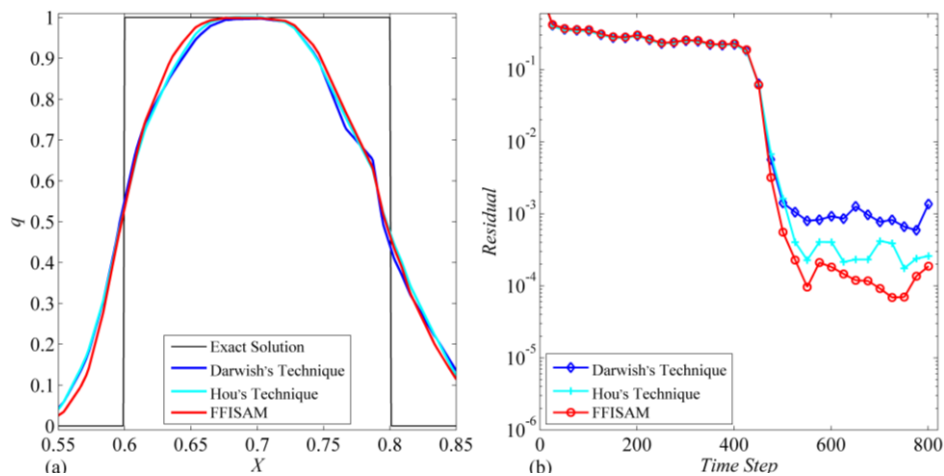 1
0.9
0.8
0.7
0.6
0.5
0.4
0.3
0.2
0.1
0
q
0.55 0.6 0.65 0.7 0.75 0.8 0.85
(a) X
Exact Solution
Darwish's Technique
Hou's Technique
FFISAM
10^-1
10^-2
10^-3
10^-4
10^-5
10^-6
Residual
0 200 400 600 800
(b) Time Step
Darwish's Technique
Hou's Technique
FFISAM